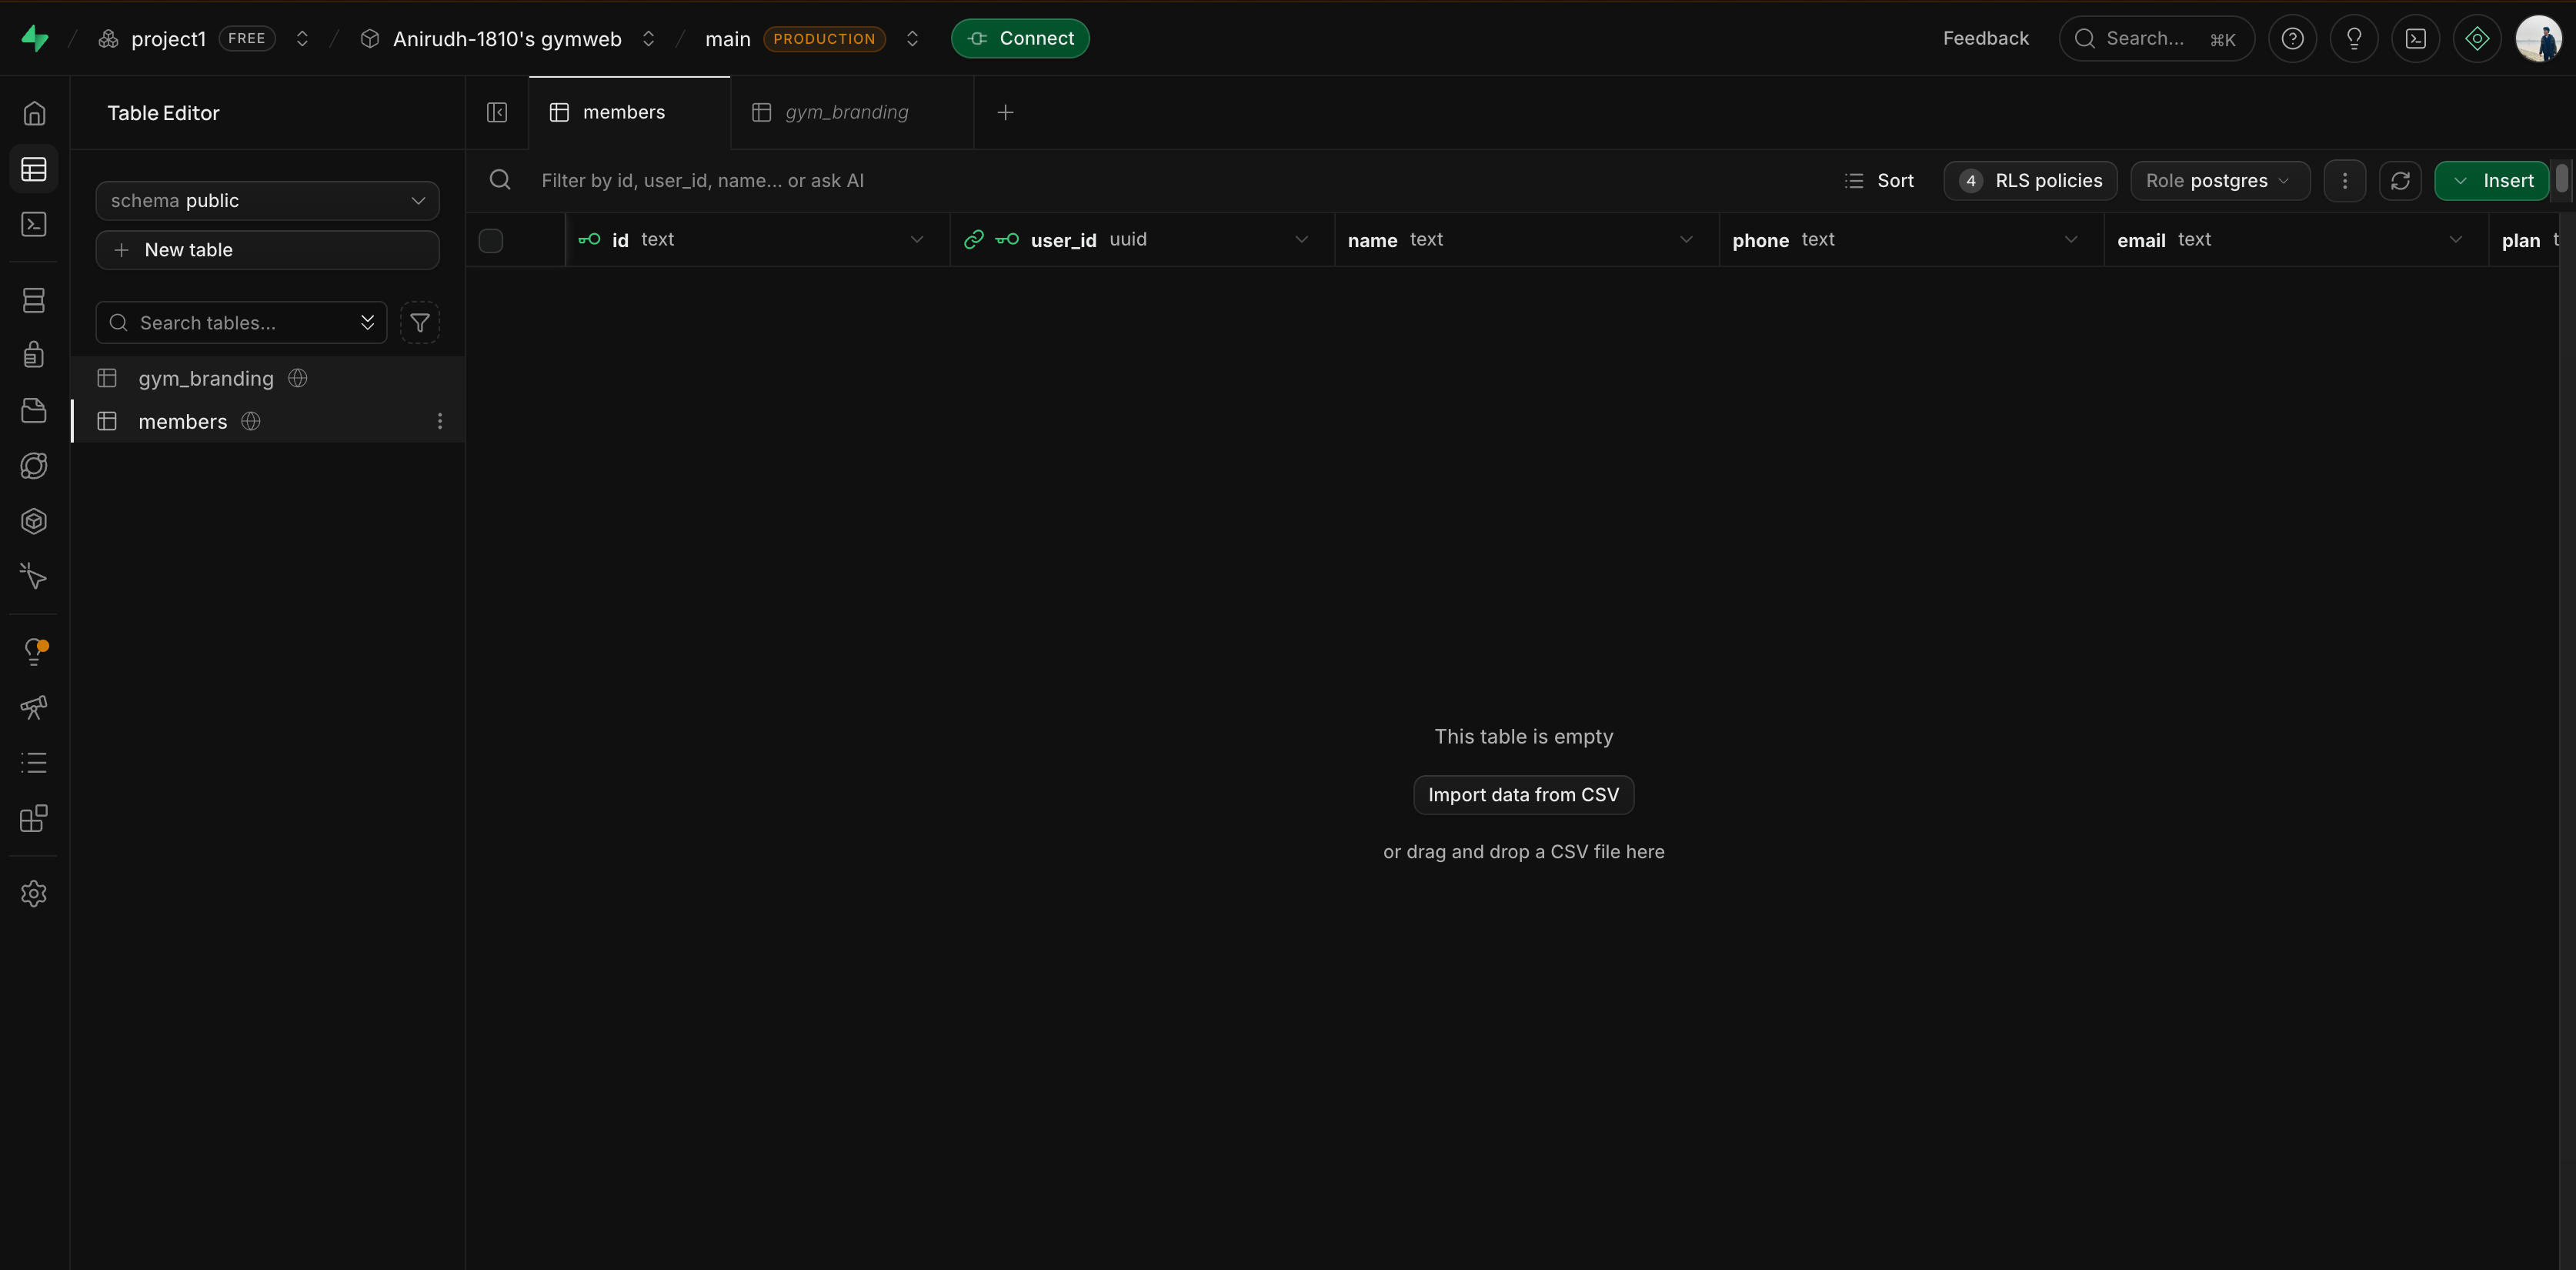 project1 FREE
Anirudh-1810's gymweb
main PRODUCTION
Connect
Feedback
Search... ⌘K
Table Editor
members
gym_branding
schema public
New table
Search tables...
gym_branding
members
Filter by id, user_id, name... or ask AI
Sort
4 RLS policies
Role postgres
Insert
id text
user_id uuid
name text
phone text
email text
plan t
This table is empty
Import data from CSV
or drag and drop a CSV file here